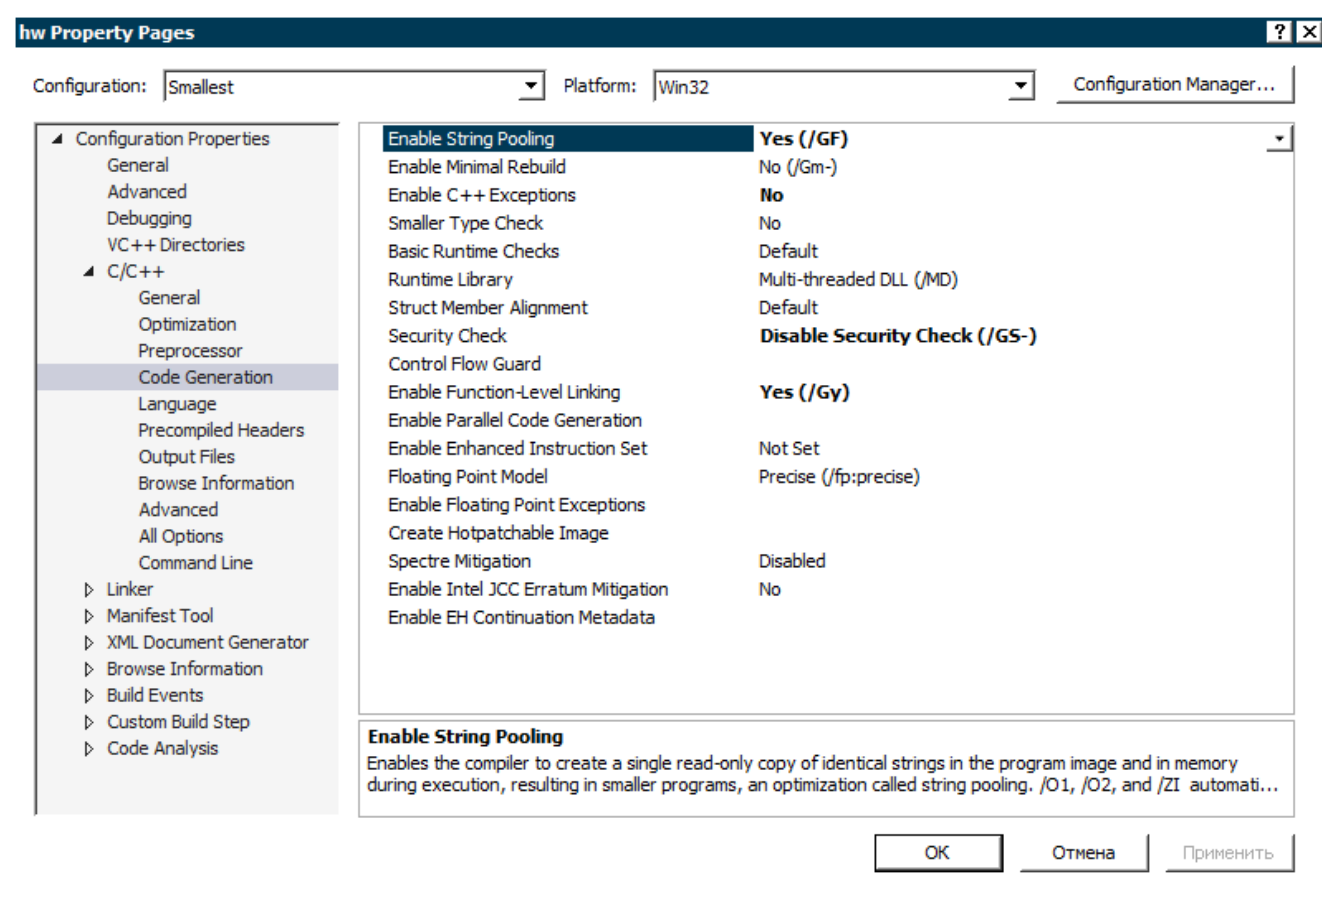 hw Property Pages
Configuration: Smallest Platform: Win32 Configuration Manager...
Configuration Properties
General
Advanced
Debugging
VC++ Directories
C/C++
General
Optimization
Preprocessor
Code Generation
Language
Precompiled Headers
Output Files
Browse Information
Advanced
All Options
Command Line
Linker
Manifest Tool
XML Document Generator
Browse Information
Build Events
Custom Build Step
Code Analysis
Enable String Pooling Yes (/GF)
Enable Minimal Rebuild No (/Gm-)
Enable C++ Exceptions No
Smaller Type Check No
Basic Runtime Checks Default
Runtime Library Multi-threaded DLL (/MD)
Struct Member Alignment Default
Security Check Disable Security Check (/GS-)
Control Flow Guard
Enable Function-Level Linking Yes (/Gy)
Enable Parallel Code Generation
Enable Enhanced Instruction Set Not Set
Floating Point Model Precise (/fp:precise)
Enable Floating Point Exceptions
Create Hotpatchable Image
Spectre Mitigation Disabled
Enable Intel JCC Erratum Mitigation No
Enable EH Continuation Metadata
Enable String Pooling
Enables the compiler to create a single read-only copy of identical strings in the program image and in memory
during execution, resulting in smaller programs, an optimization called string pooling. /O1, /O2, and /ZI automati...
OK Отмена Применить